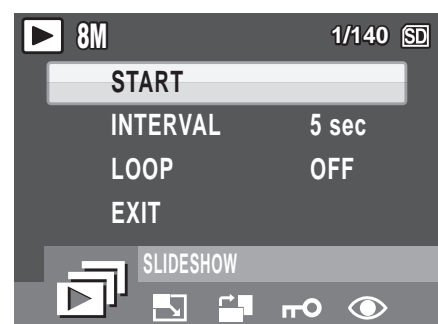 8M 1/140 SD
START
INTERVAL 5 sec
LOOP OFF
EXIT
SLIDESHOW